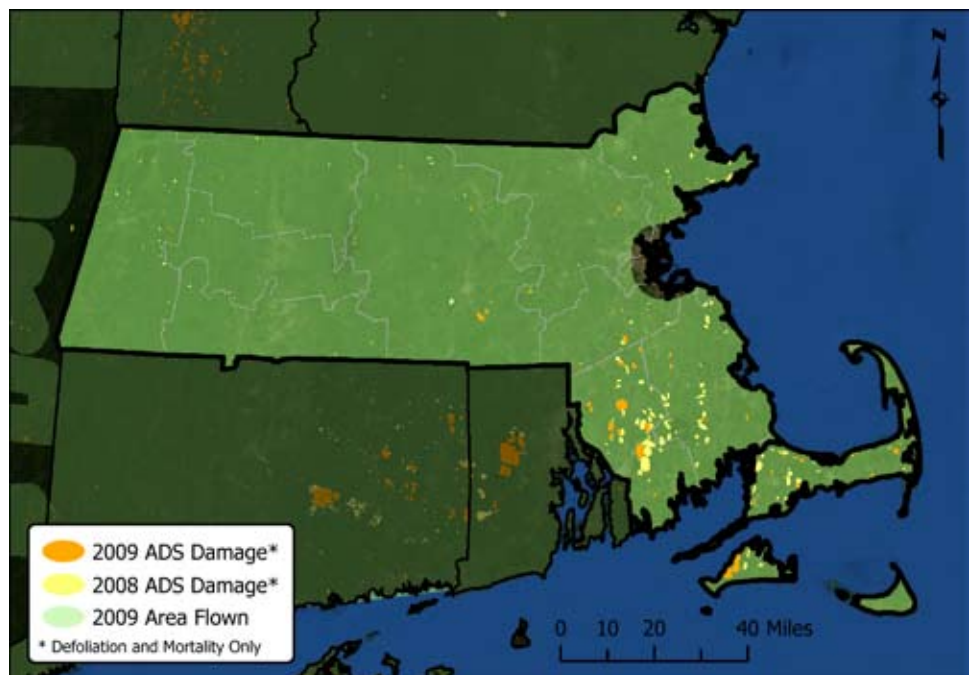 N
2009 ADS Damage*
2008 ADS Damage*
2009 Area Flown
* Defoliation and Mortality Only
0 10 20 40 Miles